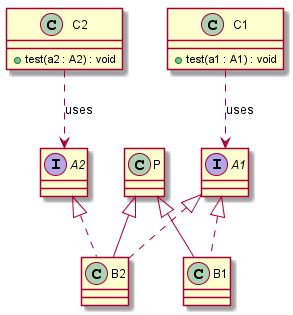 C C2
test(a2 : A2) : void
C C1
test(a1 : A1) : void
uses
uses
I A2
C P
I A1
C B2
C B1